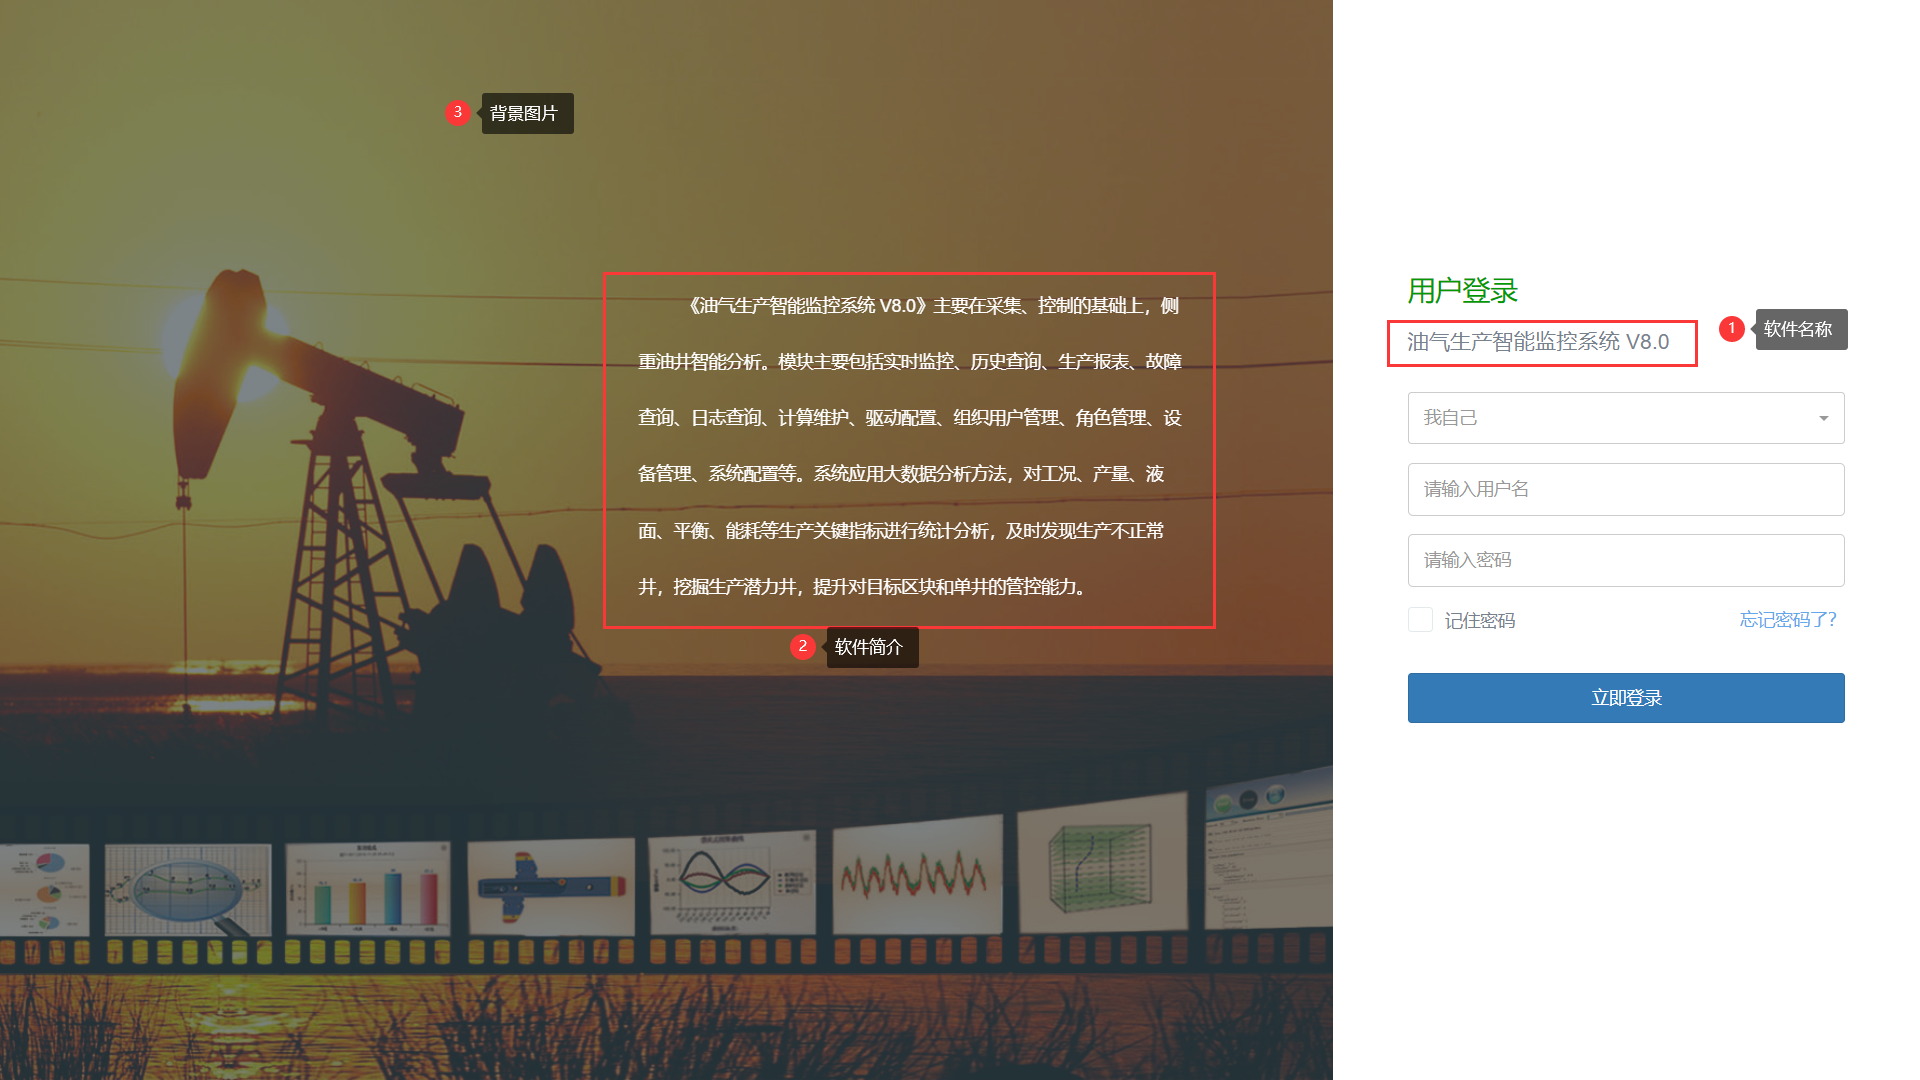 3 背景图片
《油气生产智能监控系统 V8.0》主要在采集、控制的基础上，侧
重油井智能分析。模块主要包括实时监控、历史查询、生产报表、故障
查询、日志查询、计算维护、驱动配置、组织用户管理、角色管理、设
备管理、系统配置等。系统应用大数据分析方法，对工况、产量、液
面、平衡、能耗等生产关键指标进行统计分析，及时发现生产不正常
井，挖掘生产潜力井，提升对目标区块和单井的管控能力。
2 软件简介
用户登录
油气生产智能监控系统 V8.0
1 软件名称
我自己
请输入用户名
请输入密码
记住密码
忘记密码了?
立即登录